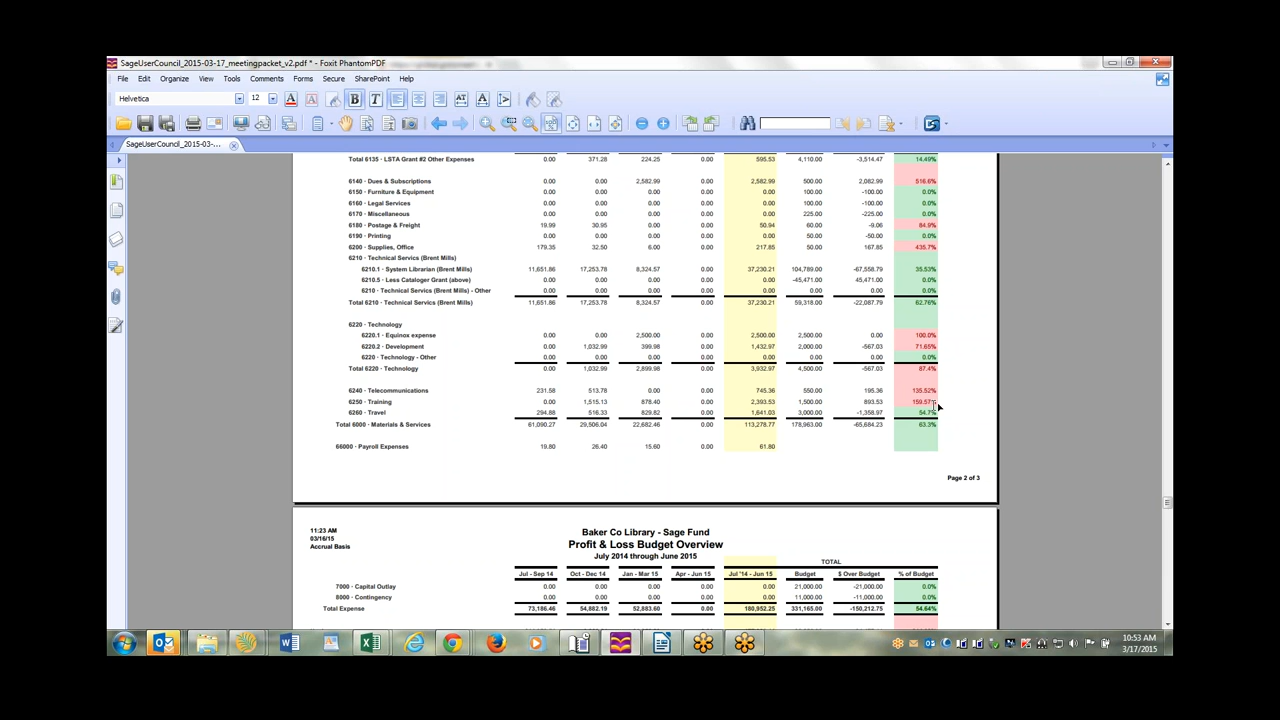 SageUserCouncil_2015-03-17_meetingpacket_v2.pdf * - Foxit PhantomPDF
File Edit Organize View Tools Comments Forms Secure SharePoint Help
Helvetica 12
SageUserCouncil_2015-03-...
Total 6135 · LSTA Grant #2 Other Expenses 0.00 371.28 224.25 0.00 595.53 4,110.00 -3,514.47 14.49%
6140 · Dues & Subscriptions 0.00 0.00 2,582.99 0.00 2,582.99 500.00 2,082.99 516.6%
6150 · Furniture & Equipment 0.00 0.00 0.00 0.00 0.00 100.00 -100.00 0.0%
6160 · Legal Services 0.00 0.00 0.00 0.00 0.00 100.00 -100.00 0.0%
6170 · Miscellaneous 0.00 0.00 0.00 0.00 0.00 225.00 -225.00 0.0%
6180 · Postage & Freight 19.99 30.95 0.00 0.00 50.94 60.00 -9.06 84.9%
6190 · Printing 0.00 0.00 0.00 0.00 0.00 50.00 -50.00 0.0%
6200 · Supplies, Office 179.35 32.50 6.00 0.00 217.85 50.00 167.85 435.7%
6210 · Technical Servics (Brent Mills)
6210.1 · System Librarian (Brent Mills) 11,651.86 17,253.78 8,324.57 0.00 37,230.21 104,789.00 -67,558.79 35.53%
6210.5 · Less Cataloger Grant (above) 0.00 0.00 0.00 0.00 0.00 -45,471.00 45,471.00 0.0%
6210 · Technical Servics (Brent Mills) - Other 0.00 0.00 0.00 0.00 0.00 0.00 0.00 0.0%
Total 6210 · Technical Servics (Brent Mills) 11,651.86 17,253.78 8,324.57 0.00 37,230.21 59,318.00 -22,087.79 62.76%
6220 · Technology
6220.1 · Equinox expense 0.00 0.00 2,500.00 0.00 2,500.00 2,500.00 0.00 100.0%
6220.2 · Development 0.00 1,032.99 399.98 0.00 1,432.97 2,000.00 -567.03 71.65%
6220 · Technology - Other 0.00 0.00 0.00 0.00 0.00 0.00 0.00 0.0%
Total 6220 · Technology 0.00 1,032.99 2,899.98 0.00 3,932.97 4,500.00 -567.03 87.4%
6240 · Telecommunications 231.58 513.78 0.00 0.00 745.36 550.00 195.36 135.52%
6250 · Training 0.00 1,515.13 878.40 0.00 2,393.53 1,500.00 893.53 159.57%
6260 · Travel 294.88 516.33 829.82 0.00 1,641.03 3,000.00 -1,358.97 54.7%
Total 6000 · Materials & Services 61,090.27 29,506.04 22,682.46 0.00 113,278.77 178,963.00 -65,684.23 63.3%
66000 · Payroll Expenses 19.80 26.40 15.60 0.00 61.80
Page 2 of 3
11:23 AM
03/16/15
Accrual Basis
Baker Co Library - Sage Fund
Profit & Loss Budget Overview
July 2014 through June 2015
TOTAL
Jul - Sep 14 Oct - Dec 14 Jan - Mar 15 Apr - Jun 15 Jul '14 - Jun 15 Budget $ Over Budget % of Budget
7000 · Capital Outlay 0.00 0.00 0.00 0.00 0.00 21,000.00 -21,000.00 0.0%
8000 · Contingency 0.00 0.00 0.00 0.00 0.00 11,000.00 -11,000.00 0.0%
Total Expense 73,186.46 54,882.19 52,883.60 0.00 180,952.25 331,165.00 -150,212.75 54.64%
10:53 AM
3/17/2015